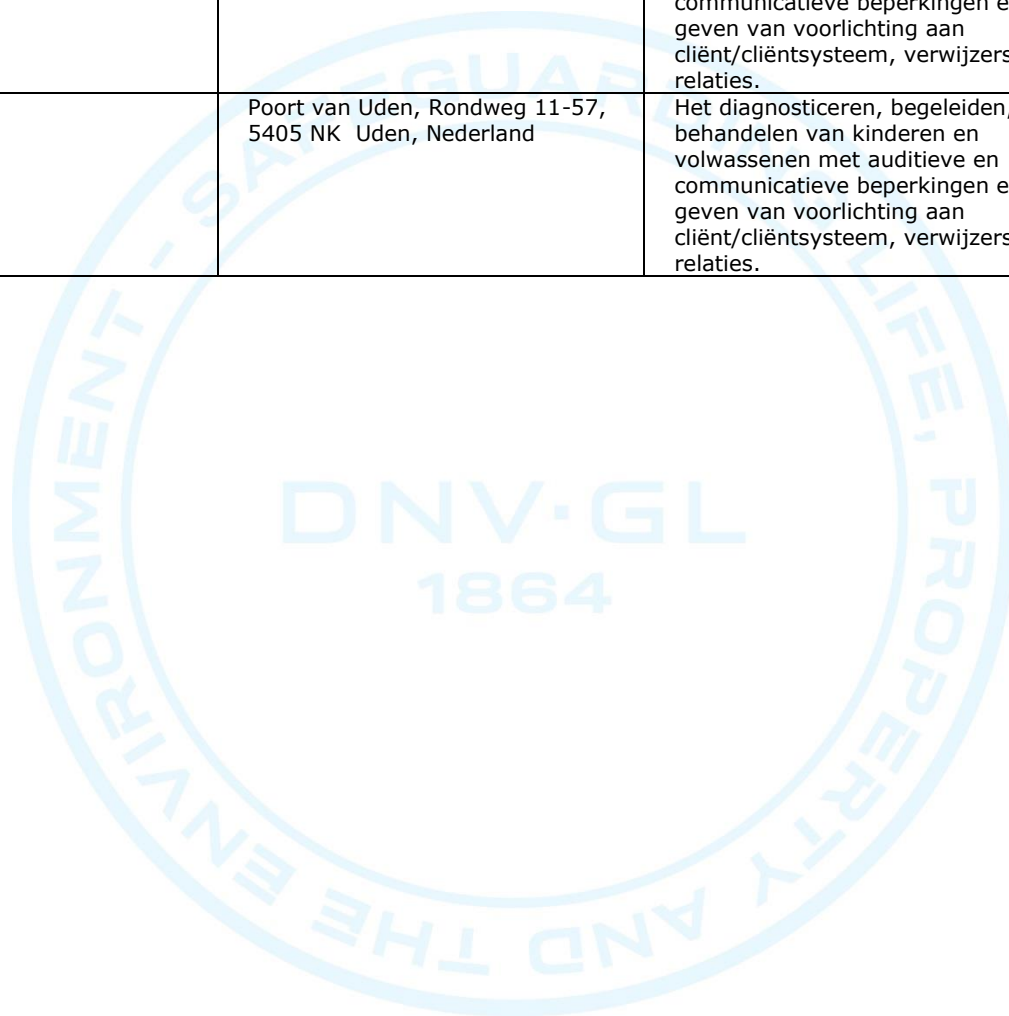 communicatieve beperkingen e
geven van voorlichting aan
cliënt/cliëntsysteem, verwijzers
relaties.
Poort van Uden, Rondweg 11-57,
5405 NK  Uden, Nederland
Het diagnosticeren, begeleiden,
behandelen van kinderen en
volwassenen met auditieve en
communicatieve beperkingen e
geven van voorlichting aan
cliënt/cliëntsysteem, verwijzers
relaties.
SAFEGUARDING LIFE, PROPERTY AND THE ENVIRONMENT -
DNV·GL
1864